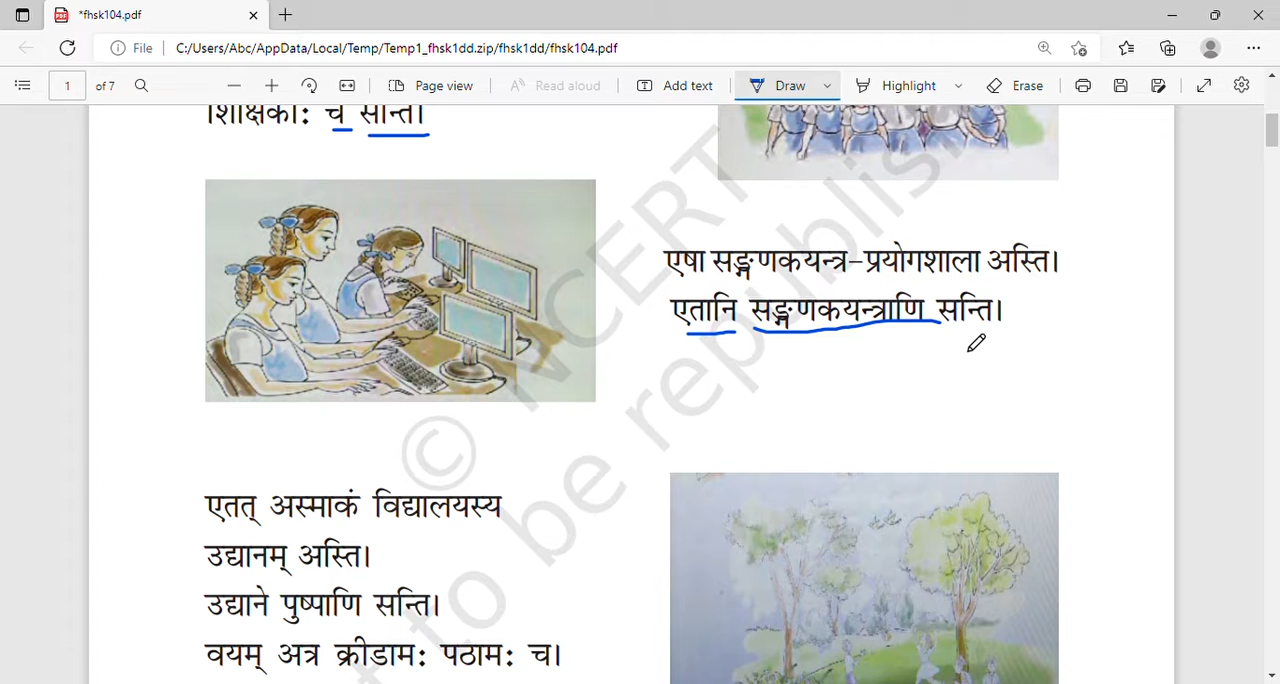 *fhsk104.pdf
File
C:/Users/Abc/AppData/Local/Temp/Temp1_fhsk1dd.zip/fhsk1dd/fhsk104.pdf
1 of 7
Page view
Read aloud
Add text
Draw
Highlight
Erase
शिक्षकाः च सन्ति।
एषा सङ्गणकयन्त्र-प्रयोगशाला अस्ति।
एतानि सङ्गणकयन्त्राणि सन्ति।
एतत् अस्माकं विद्यालयस्य
उद्यानम् अस्ति।
उद्याने पुष्पाणि सन्ति।
वयम् अत्र क्रीडामः पठामः च।
© NCERT
to be republish